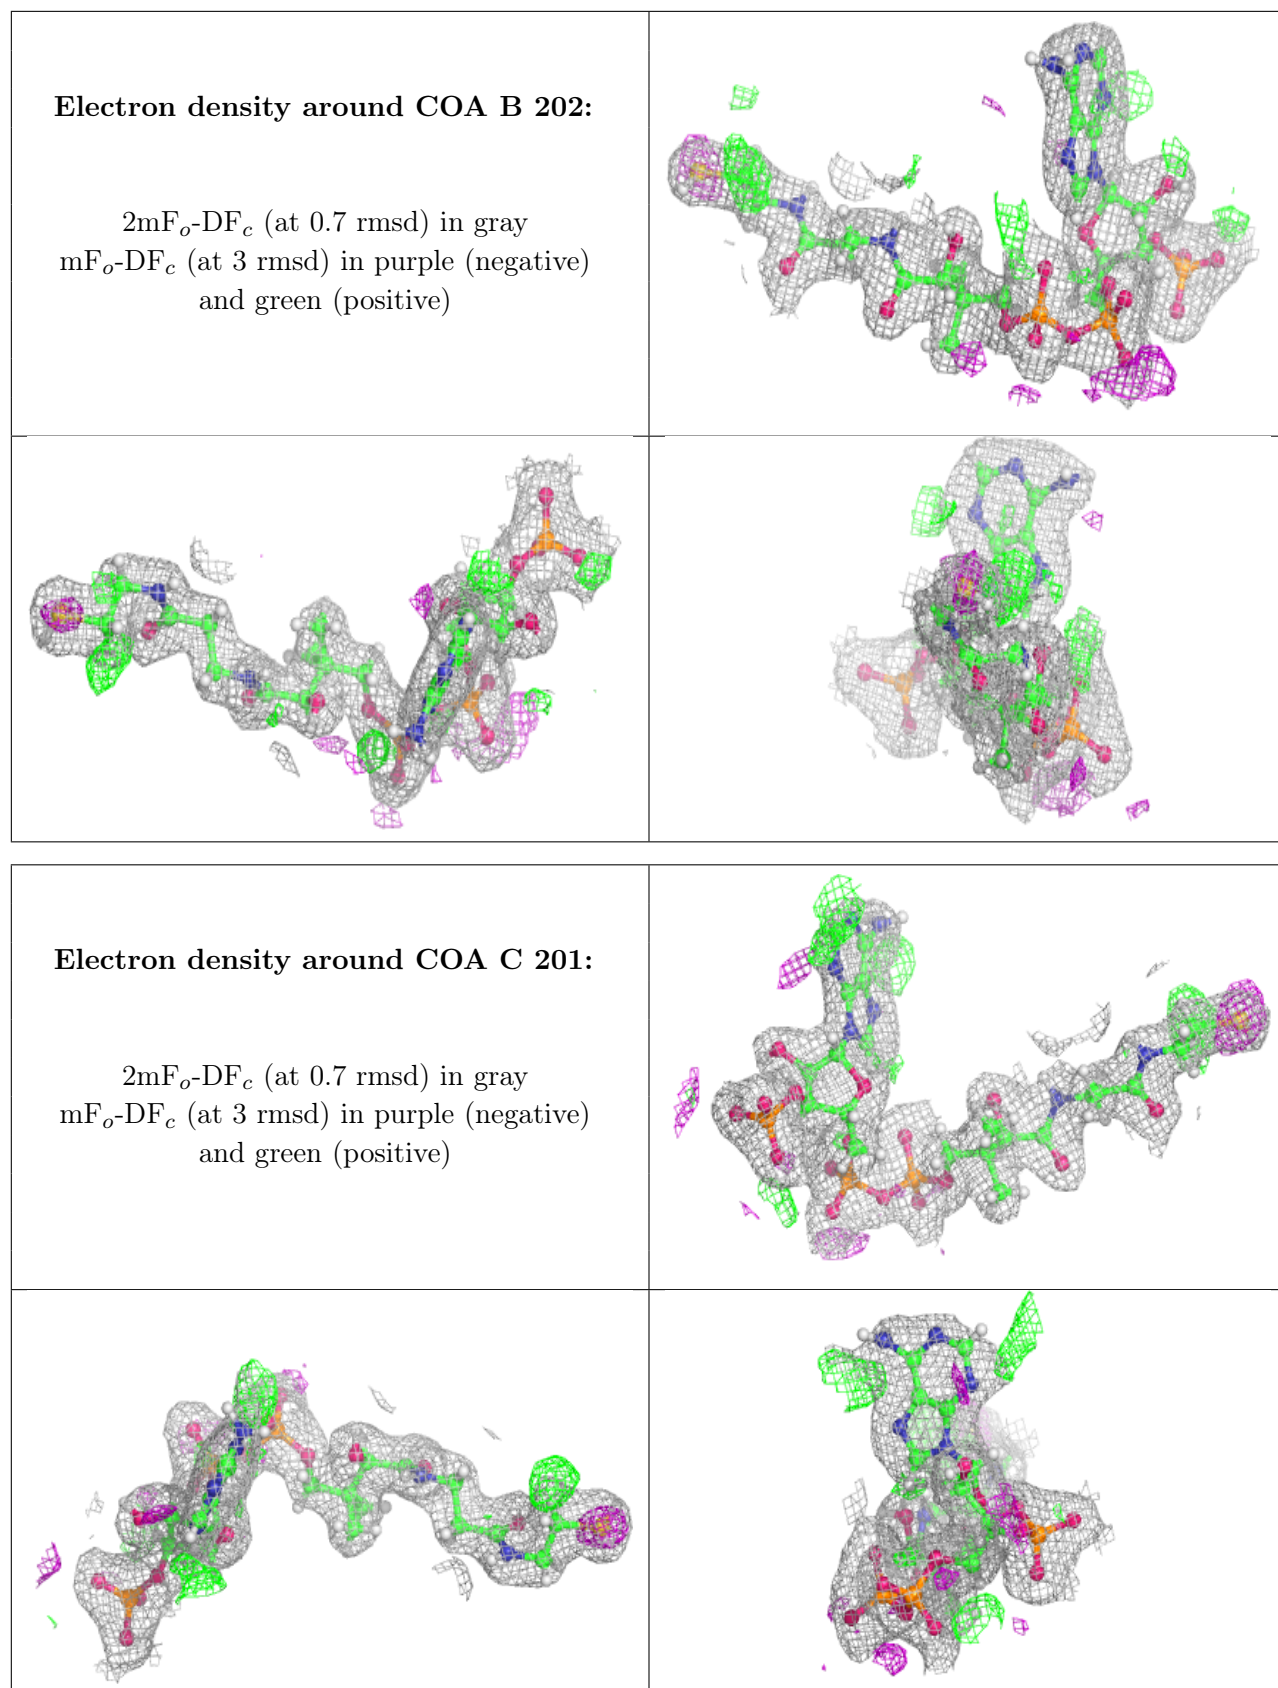 Electron density around COA B 202:
2mFo-DFc (at 0.7 rmsd) in gray
mFo-DFc (at 3 rmsd) in purple (negative)
and green (positive)
Electron density around COA C 201:
2mFo-DFc (at 0.7 rmsd) in gray
mFo-DFc (at 3 rmsd) in purple (negative)
and green (positive)